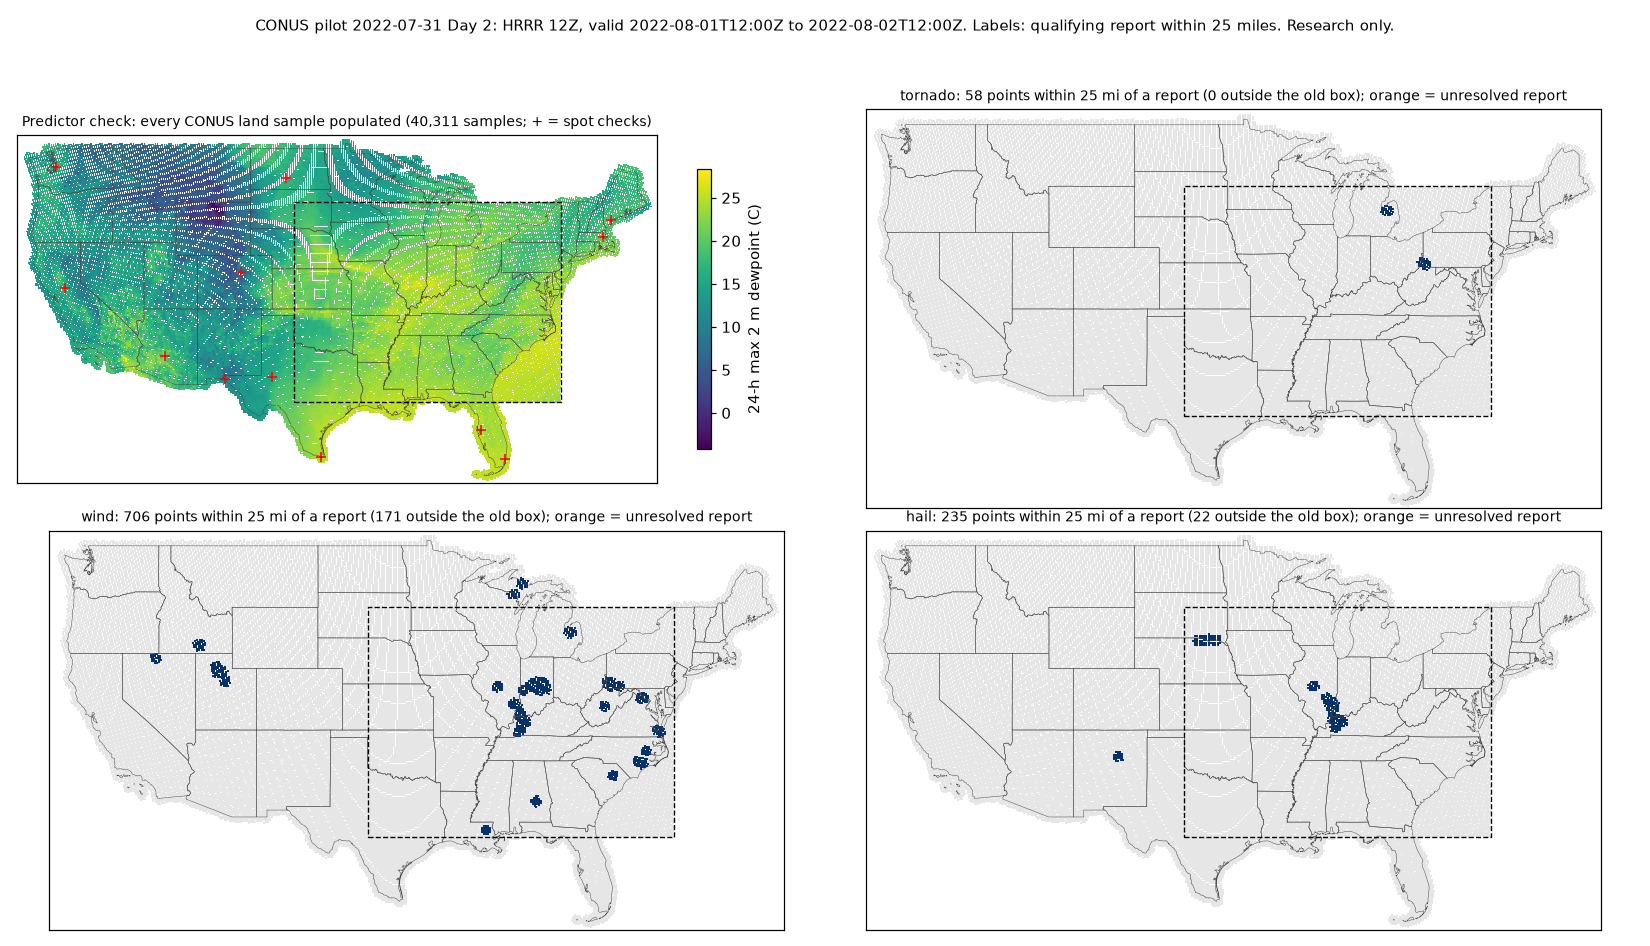 CONUS pilot 2022-07-31 Day 2: HRRR 12Z, valid 2022-08-01T12:00Z to 2022-08-02T12:00Z. Labels: qualifying report within 25 miles. Research only.
Predictor check: every CONUS land sample populated (40,311 samples; + = spot checks)
25
20
15
10
5
0
24-h max 2 m dewpoint (C)
tornado: 58 points within 25 mi of a report (0 outside the old box); orange = unresolved report
wind: 706 points within 25 mi of a report (171 outside the old box); orange = unresolved report
hail: 235 points within 25 mi of a report (22 outside the old box); orange = unresolved report